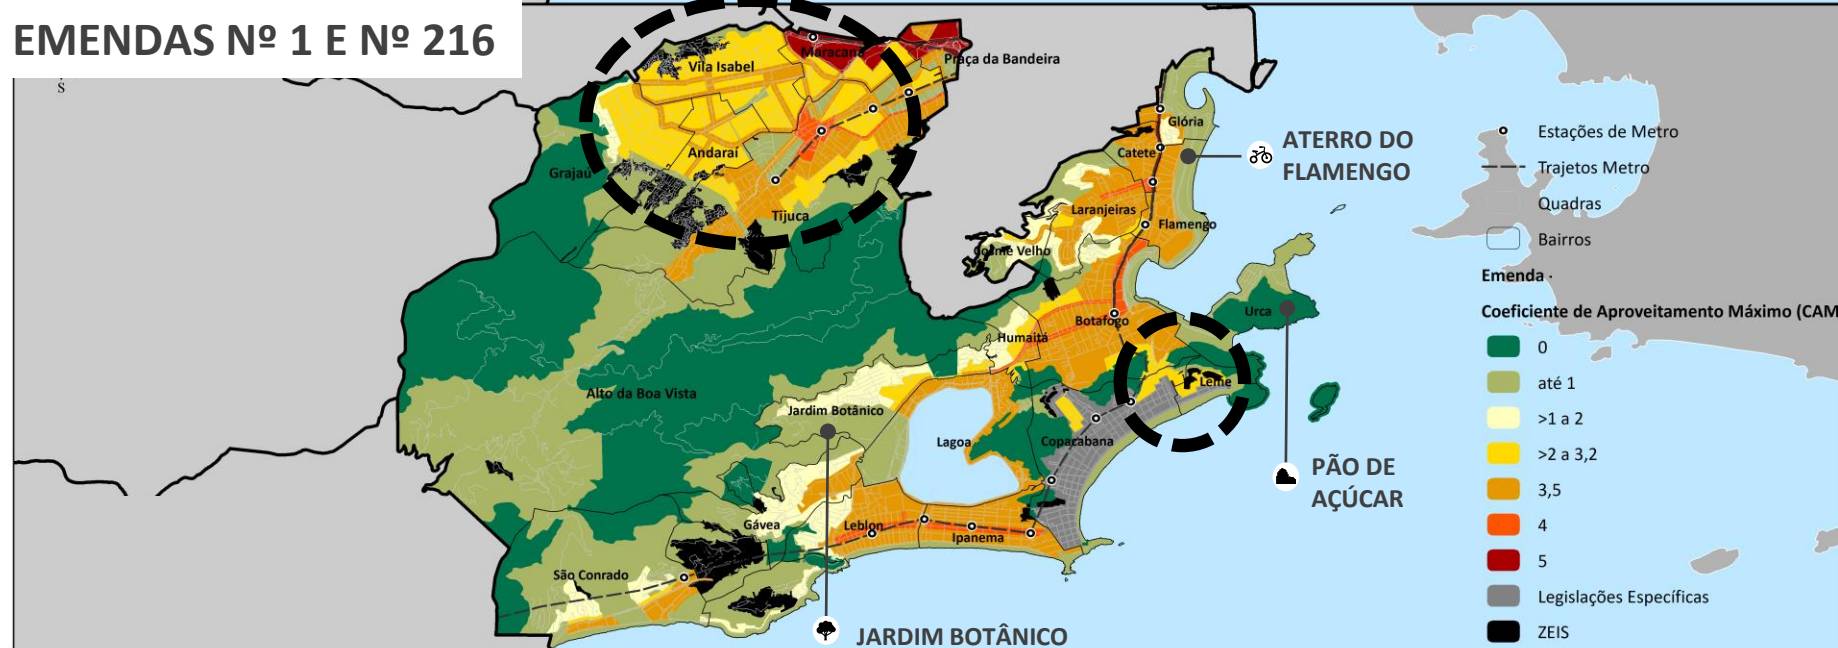 EMENDAS Nº 1 E Nº 216
S
Vila Isabel
Maracanã
Praça da Bandeira
Andaraí
Grajaú
Tijuca
Glória
Catete
ATERRO DO
FLAMENGO
Laranjeiras
Flamengo
Cosme Velho
Urca
Botafogo
Humaitá
Leme
Alto da Boa Vista
Jardim Botânico
Lagoa
Copacabana
PÃO DE
AÇÚCAR
Gávea
Leblon
Ipanema
São Conrado
JARDIM BOTÂNICO
Estações de Metro
Trajetos Metro
Quadras
Bairros
Emenda -
Coeficiente de Aproveitamento Máximo (CAM
0
até 1
>1 a 2
>2 a 3,2
3,5
4
5
Legislações Específicas
ZEIS